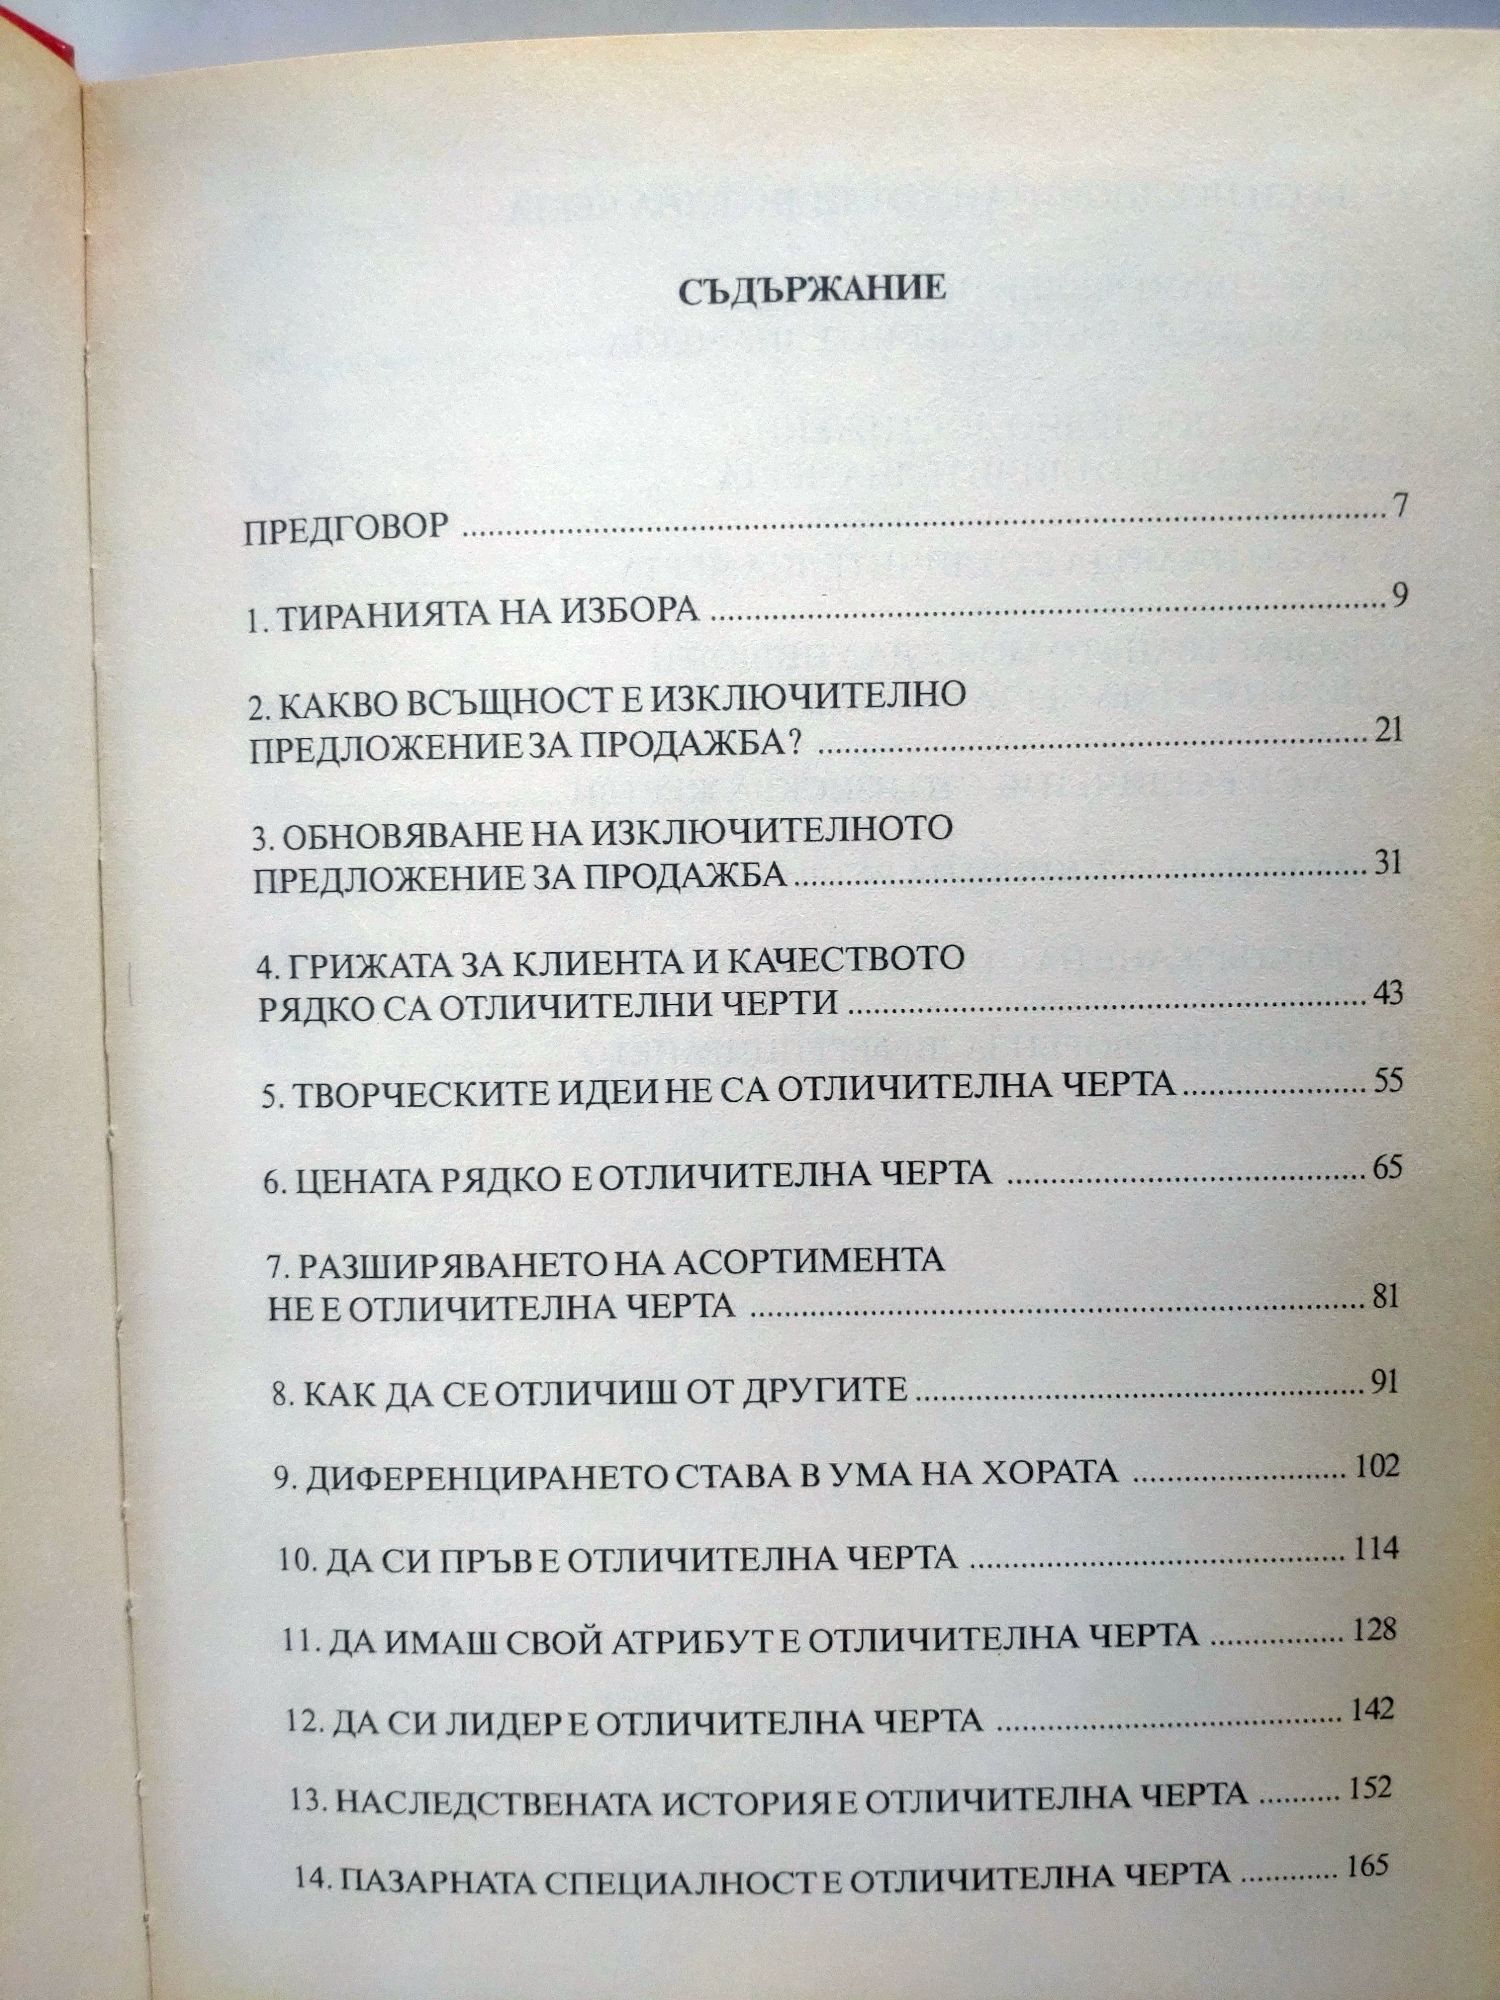 СЪДЪРЖАНИЕ
ПРЕДГОВОР ........ 7
1. ТИРАНИЯТА НА ИЗБОРА ........ 9
2. КАКВО ВСЪЩНОСТ Е ИЗКЛЮЧИТЕЛНО
ПРЕДЛОЖЕНИЕ ЗА ПРОДАЖБА? ........ 21
3. ОБНОВЯВАНЕ НА ИЗКЛЮЧИТЕЛНОТО
ПРЕДЛОЖЕНИЕ ЗА ПРОДАЖБА ........ 31
4. ГРИЖАТА ЗА КЛИЕНТА И КАЧЕСТВОТО
РЯДКО СА ОТЛИЧИТЕЛНИ ЧЕРТИ ........ 43
5. ТВОРЧЕСКИТЕ ИДЕИ НЕ СА ОТЛИЧИТЕЛНА ЧЕРТА ........ 55
6. ЦЕНАТА РЯДКО Е ОТЛИЧИТЕЛНА ЧЕРТА ........ 65
7. РАЗШИРЯВАНЕТО НА АСОРТИМЕНТА
НЕ Е ОТЛИЧИТЕЛНА ЧЕРТА ........ 81
8. КАК ДА СЕ ОТЛИЧИШ ОТ ДРУГИТЕ ........ 91
9. ДИФЕРЕНЦИРАНЕТО СТАВА В УМА НА ХОРАТА ........ 102
10. ДА СИ ПРЪВ Е ОТЛИЧИТЕЛНА ЧЕРТА ........ 114
11. ДА ИМАШ СВОЙ АТРИБУТ Е ОТЛИЧИТЕЛНА ЧЕРТА ........ 128
12. ДА СИ ЛИДЕР Е ОТЛИЧИТЕЛНА ЧЕРТА ........ 142
13. НАСЛЕДСТВЕНАТА ИСТОРИЯ Е ОТЛИЧИТЕЛНА ЧЕРТА ........ 152
14. ПАЗАРНАТА СПЕЦИАЛНОСТ Е ОТЛИЧИТЕЛНА ЧЕРТА ........ 165